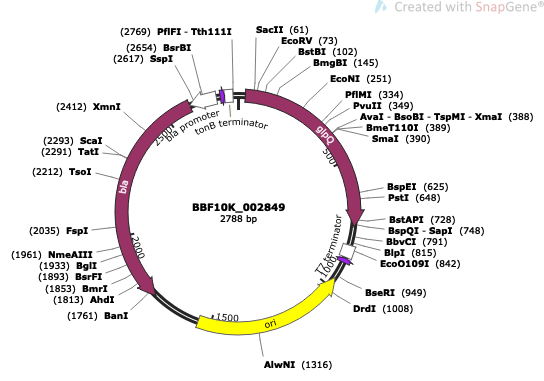 Created with SnapGene®
(2769) PflFI - Tth111I
(2654) BsrBI
(2617) SspI
(2412) XmnI
(2293) ScaI
(2291) TatI
(2212) TsoI
(2035) FspI
(1961) NmeAIII
(1933) BglI
(1893) BsrFI
(1853) BmrI
(1813) AhdI
(1761) BanI
SacII (61)
EcoRV (73)
BstBI (102)
BmgBI (145)
EcoNI (251)
PflMI (334)
PvuII (349)
AvaI - BsoBI - TspMI - XmaI (388)
BmeT110I (389)
SmaI (390)
BspEI (625)
PstI (648)
BstAPI (728)
BspQI - SapI (748)
BbvCI (791)
BlpI (815)
EcoO109I (842)
BseRI (949)
DrdI (1008)
AlwNI (1316)
bla promoter
tonB terminator
glpQ
T7 terminator
ori
bla
500
1000
1500
2000
2500
BBF10K_002849
2788 bp